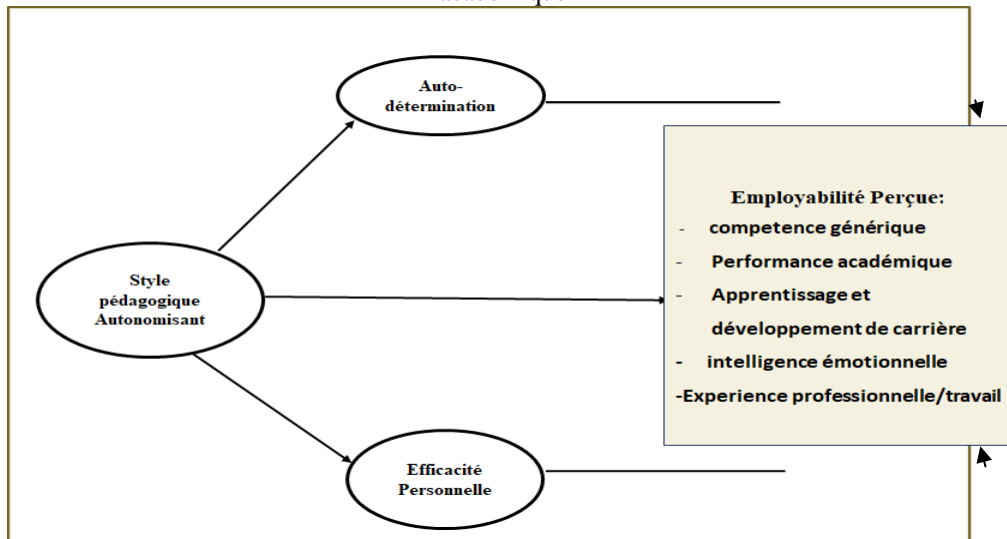 Auto-
détermination
Style
pédagogique
Autonomisant
Employabilité Perçue:
- competence générique
- Performance académique
- Apprentissage et
développement de carrière
- intelligence émotionnelle
-Experience professionnelle/travail
Efficacité
Personnelle